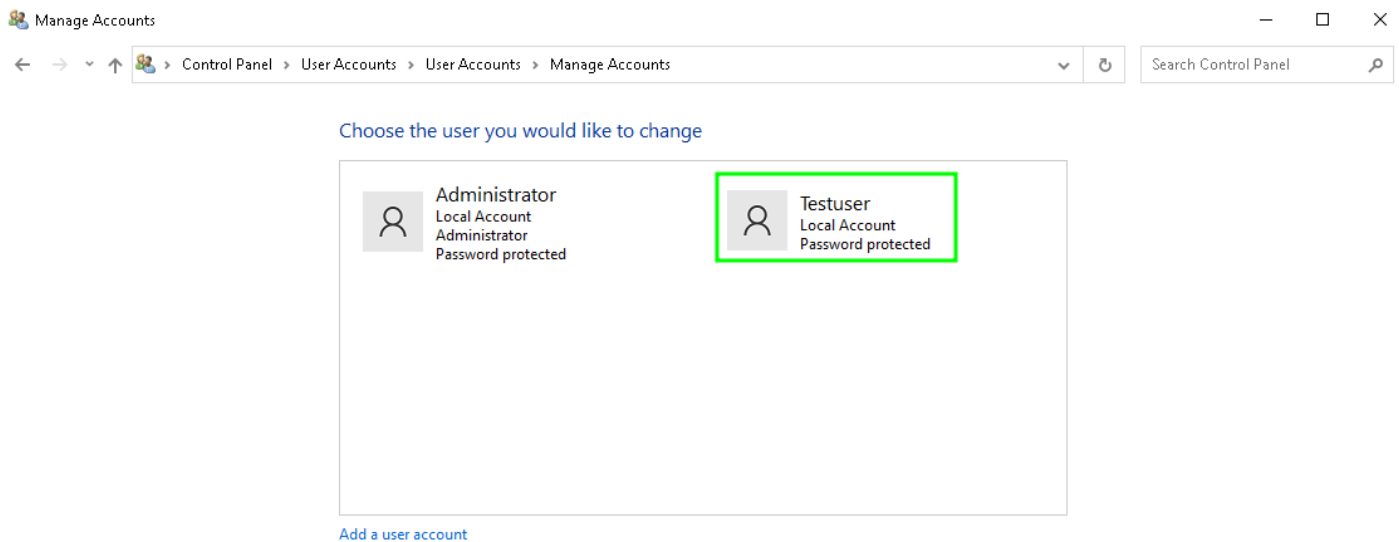 Manage Accounts
Control Panel > User Accounts > User Accounts > Manage Accounts
Search Control Panel
Choose the user you would like to change
Administrator
Local Account
Administrator
Password protected
Testuser
Local Account
Password protected
Add a user account